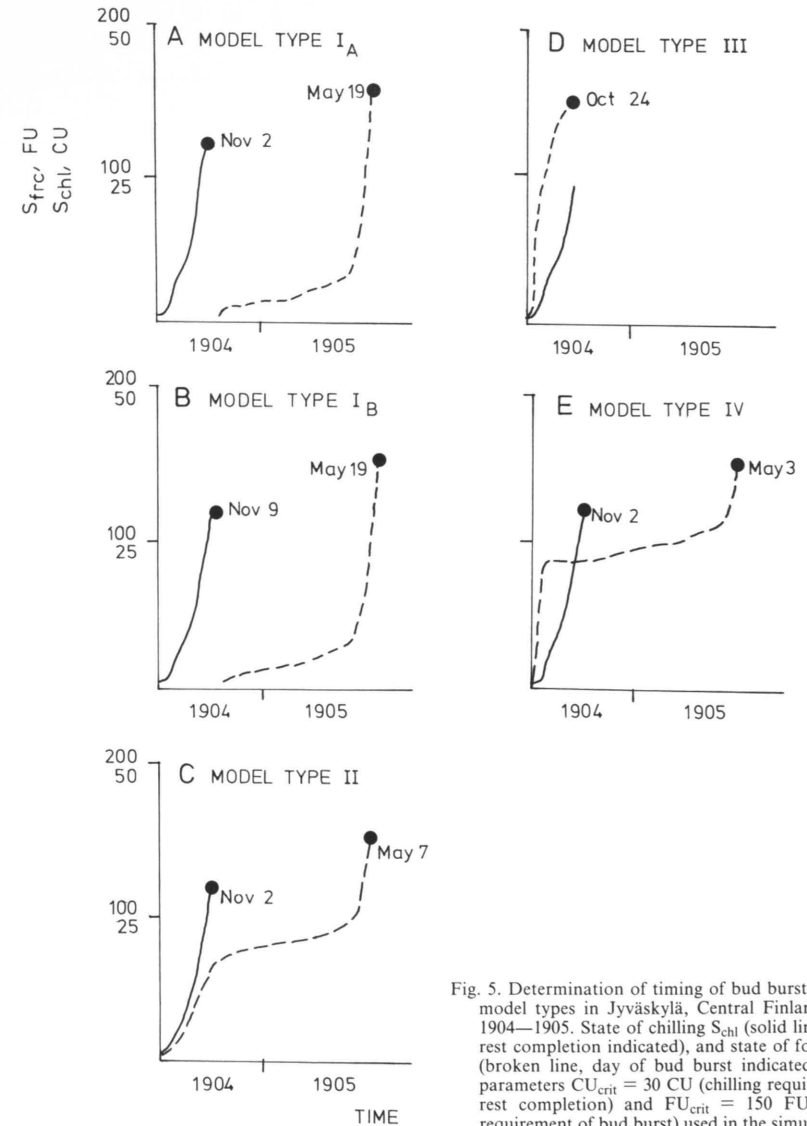 200
50
A MODEL TYPE I A
May 19
Nov 2
S frc, FU
S chl, CU
100
25
1904 1905
D MODEL TYPE III
Oct 24
1904 1905
200
50
B MODEL TYPE I B
May 19
Nov 9
100
25
1904 1905
E MODEL TYPE IV
May 3
Nov 2
1904 1905
200
50
C MODEL TYPE II
May 7
Nov 2
100
25
1904 1905
TIME
Fig. 5. Determination of timing of bud burst
model types in Jyväskylä, Central Finlan
1904—1905. State of chilling Schl (solid lin
rest completion indicated), and state of fo
(broken line, day of bud burst indicated
parameters CUcrit = 30 CU (chilling requi
rest completion) and FUcrit = 150 FU
requirement of bud burst) used in the simu